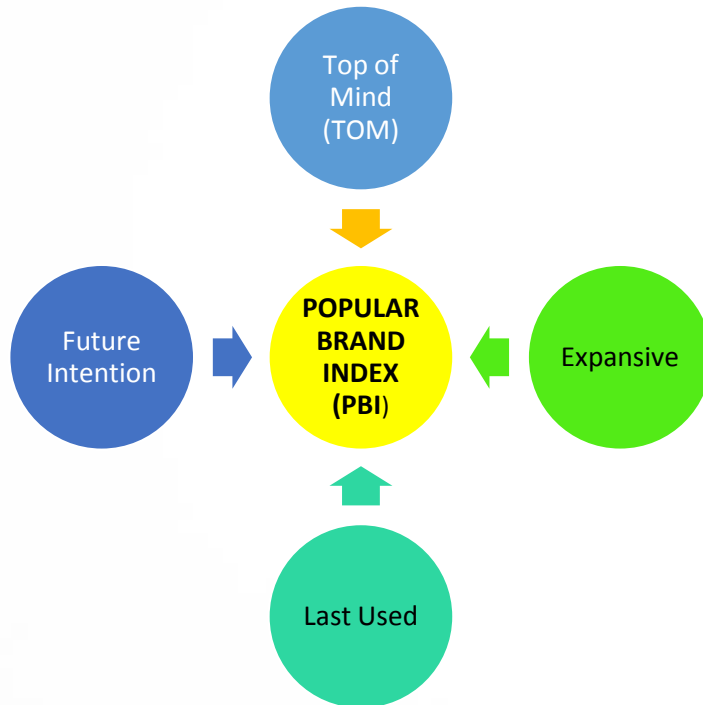 Top of
Mind
(TOM)
Future
Intention
POPULAR
BRAND
INDEX
(PBI)
Expansive
Last Used